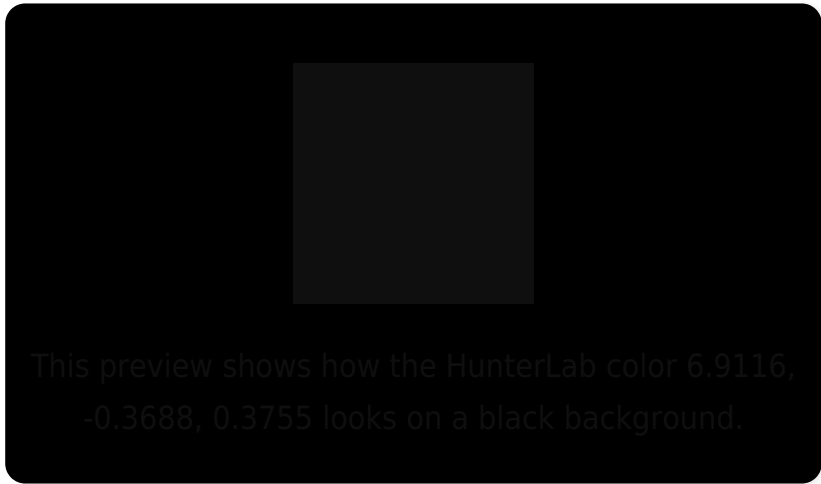 This preview shows how the HunterLab color 6.9116,
-0.3688, 0.3755 looks on a black background.